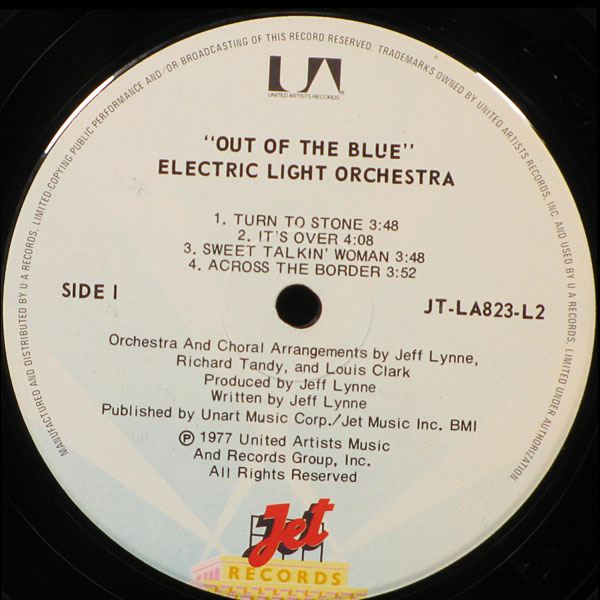 MANUFACTURED AND DISTRIBUTED BY U A RECORDS, LIMITED-COPYING PUBLIC PERFORMANCE AND/OR BROADCASTING OF THIS RECORD RESERVED, TRADEMARKS OWNED BY UNITED ARTISTS RECORDS, INC. AND USED BY U A RECORDS, LIMITED UNDER AUTHORIZATION.
UA
UNITED ARTISTS RECORDS®
"OUT OF THE BLUE"
ELECTRIC LIGHT ORCHESTRA
1. TURN TO STONE 3:48
2. IT'S OVER 4:08
3. SWEET TALKIN' WOMAN 3:48
4. ACROSS THE BORDER 3:52
SIDE I
JT-LA823-L2
Orchestra And Choral Arrangements by Jeff Lynne,
Richard Tandy, and Louis Clark
Produced by Jeff Lynne
Written by Jeff Lynne
Published by Unart Music Corp./Jet Music Inc. BMI
℗ 1977 United Artists Music
And Records Group, Inc.
All Rights Reserved
Jet
RECORDS